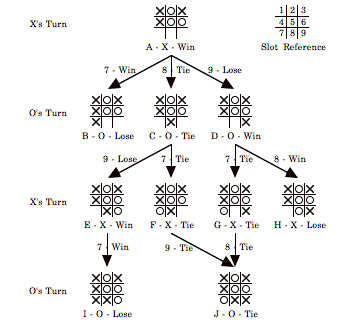 X's Turn
1 2 3
4 5 6
7 8 9
A - X - Win
Slot Reference
7 - Win
8 - Tie
9 - Lose
O's Turn
B - O - Lose
C - O - Tie
D - O - Win
9 - Lose
7 - Tie
7 - Tie
8 - Win
X's Turn
E - X - Win
F - X - Tie
G - X - Tie
H - X - Lose
7 - Win
9 - Tie
8 - Tie
O's Turn
I - O - Lose
J - O - Tie